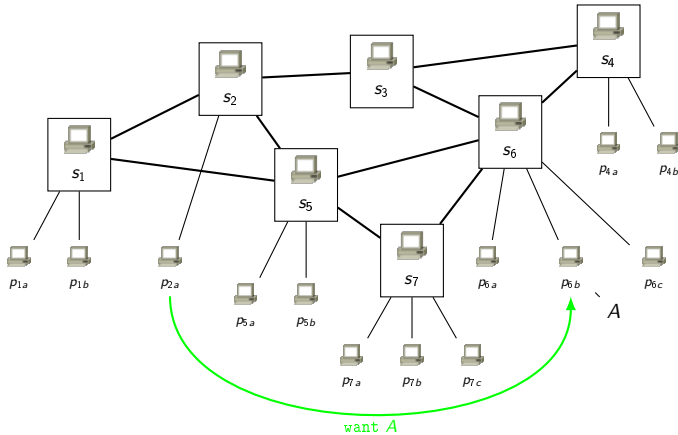 s4
s3
s2
s6
s1
p4a
p4b
s5
s7
p1a
p1b
p2a
p6a
p6b
p6c
A
p5a
p5b
p7a
p7b
p7c
want A